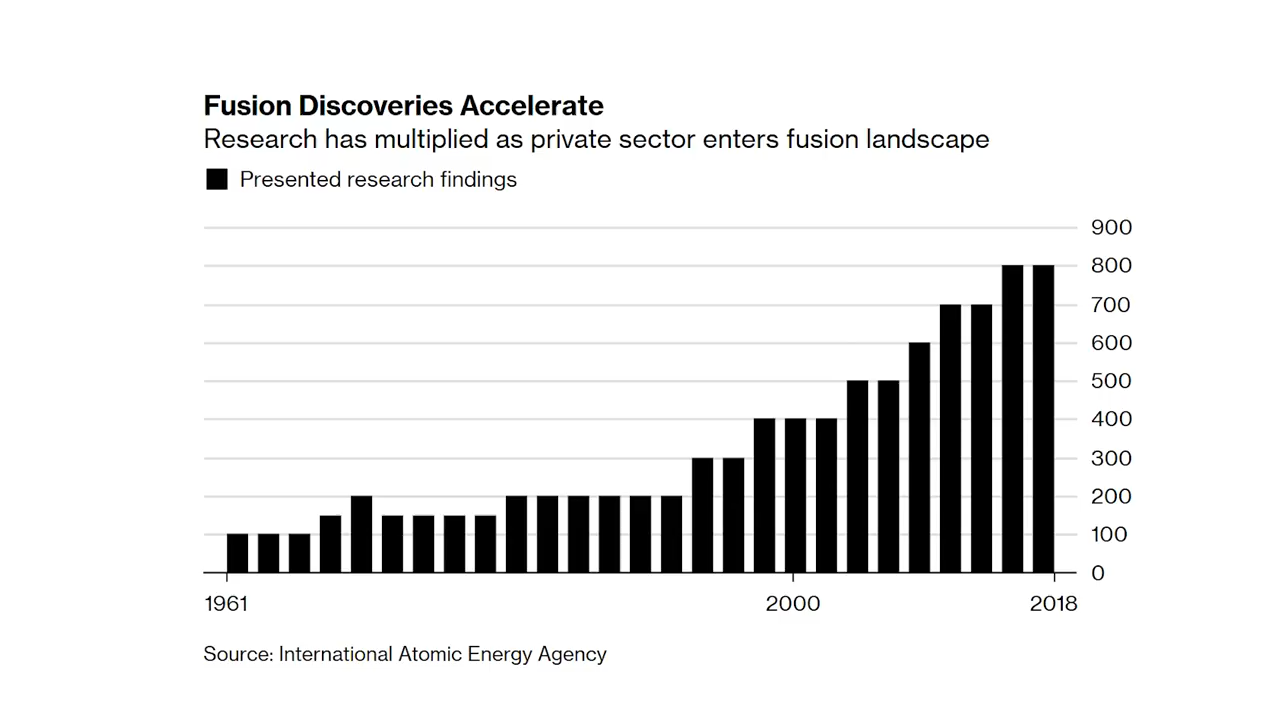 Fusion Discoveries Accelerate
Research has multiplied as private sector enters fusion landscape
Presented research findings
900
800
700
600
500
400
300
200
100
0
1961 2000 2018
Source: International Atomic Energy Agency